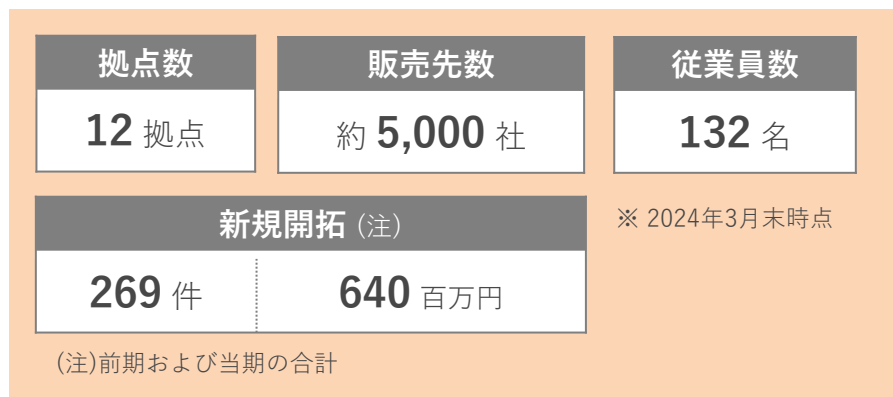 拠点数
12 拠点
販売先数
約 5,000 社
従業員数
132 名
新規開拓 (注)
269 件
640 百万円
※ 2024年3月末時点
(注)前期および当期の合計